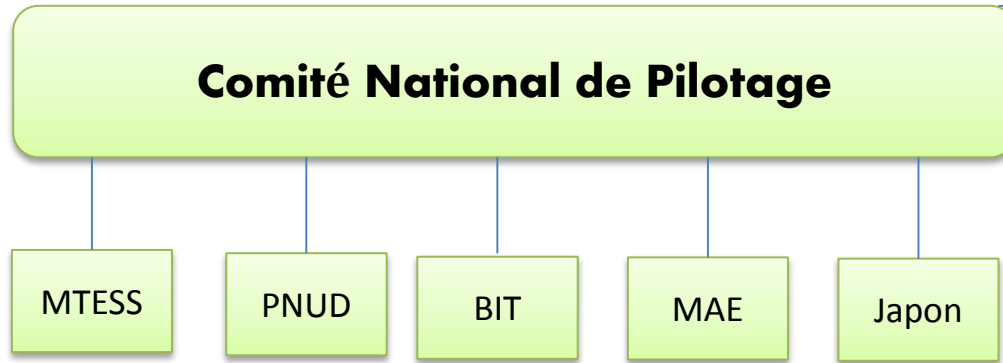 Comité National de Pilotage
MTESS
PNUD
BIT
MAE
Japon